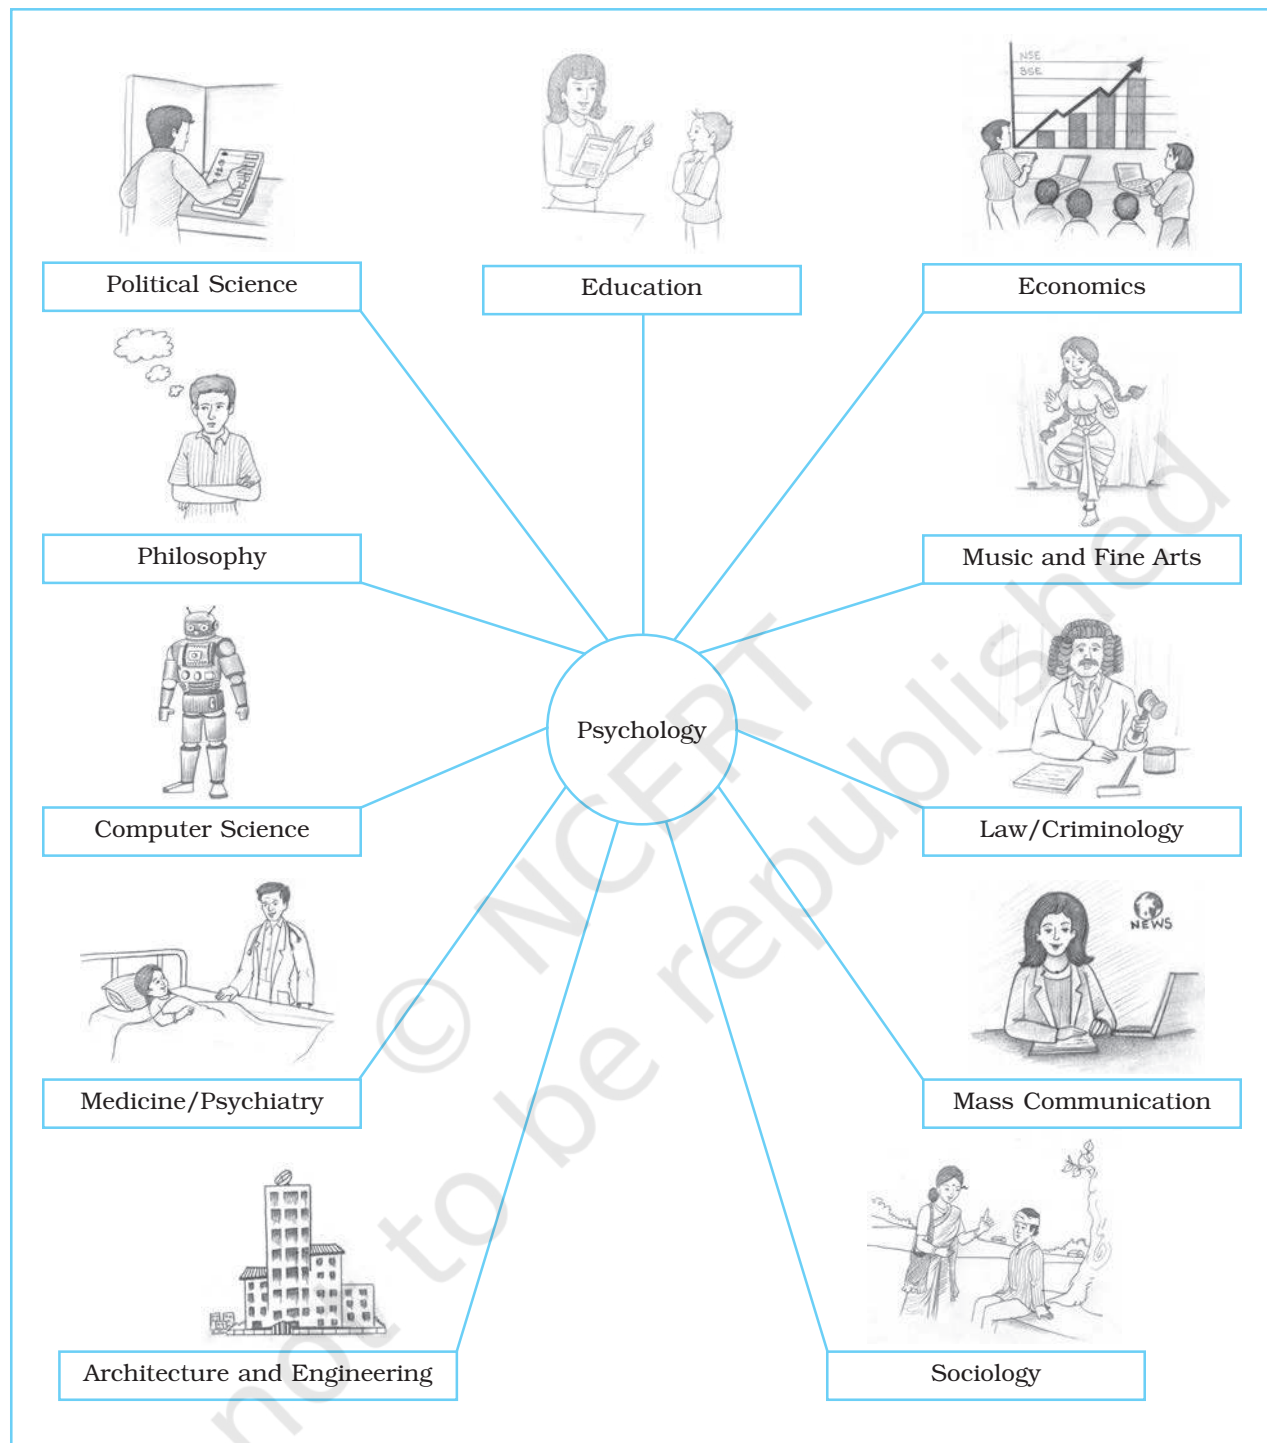 NSE
BSE
Political Science
Education
Economics
Philosophy
Music and Fine Arts
Psychology
Computer Science
Law/Criminology
NEWS
Medicine/Psychiatry
Mass Communication
Architecture and Engineering
Sociology
© NCERT
not to be republished